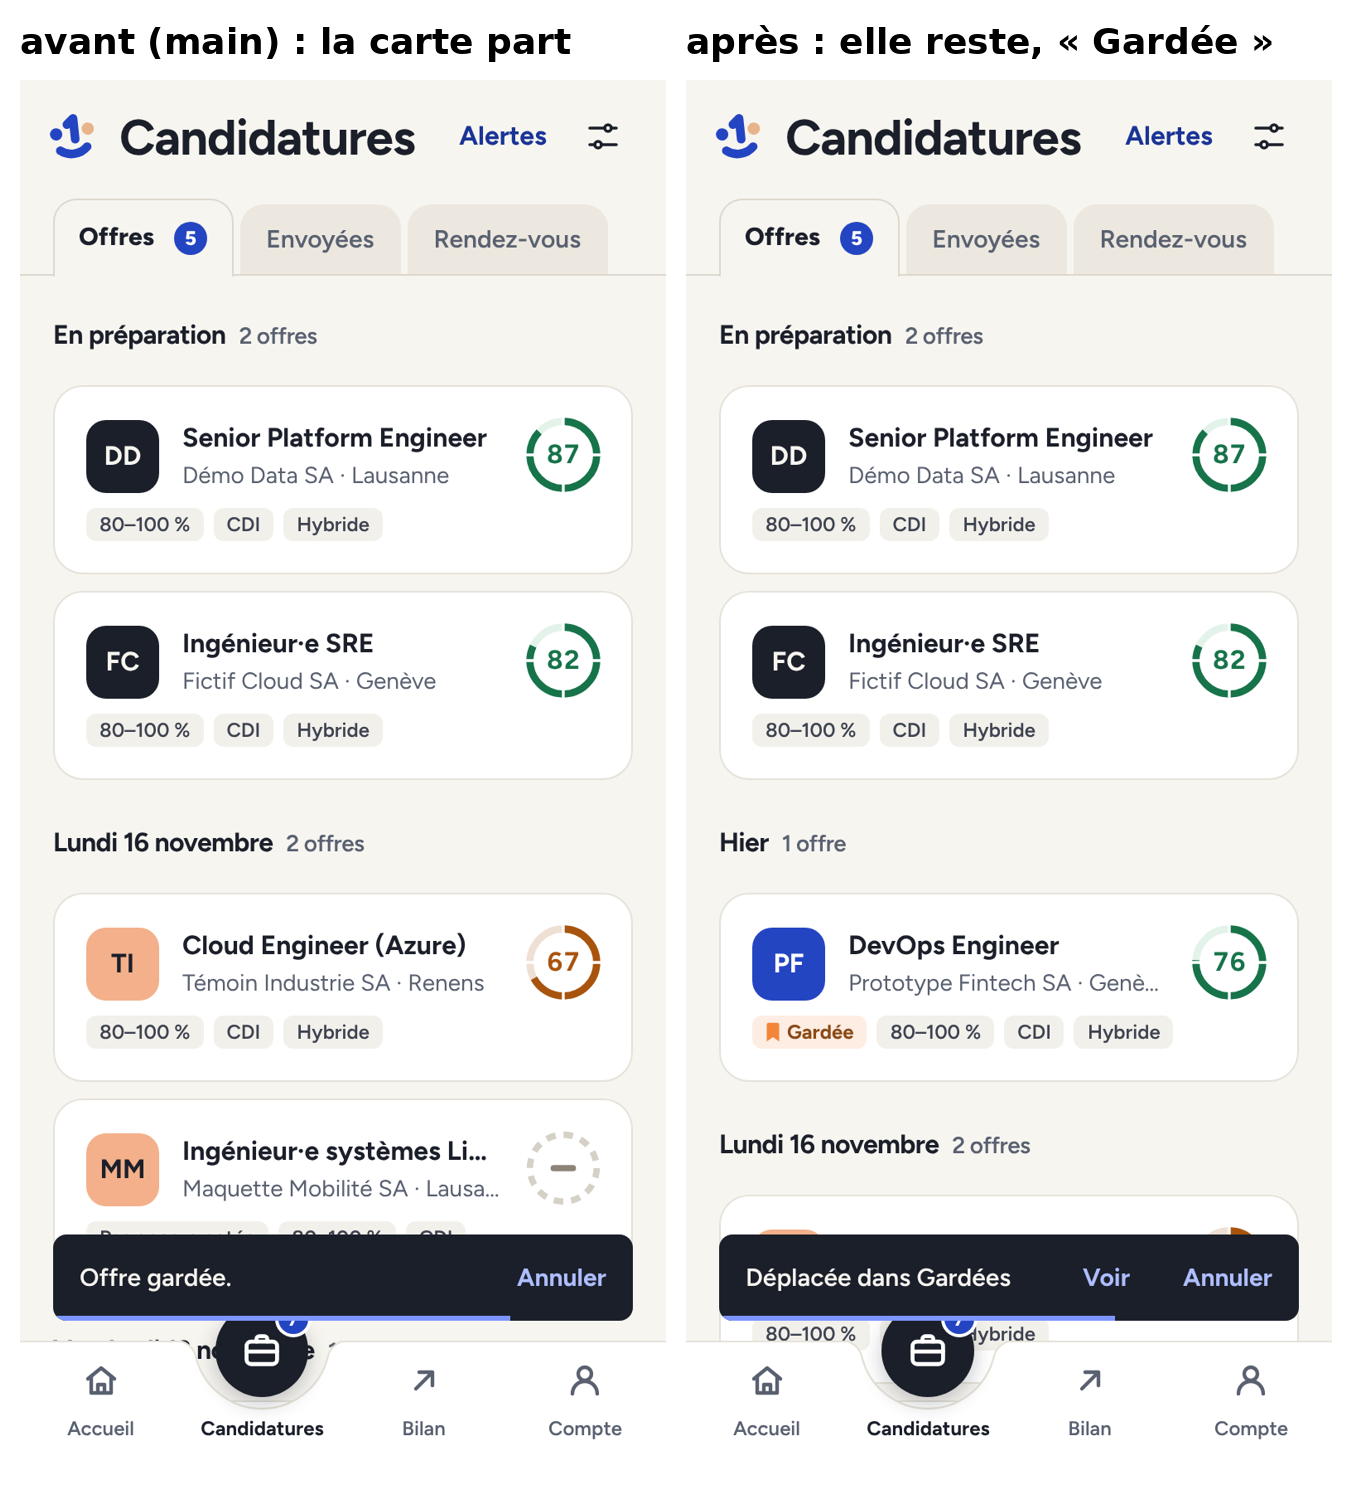 avant (main) : la carte part
Candidatures Alertes
Offres 5 Envoyées Rendez-vous
En préparation 2 offres
DD Senior Platform Engineer 87
Démo Data SA · Lausanne
80–100 % CDI Hybride
FC Ingénieur·e SRE 82
Fictif Cloud SA · Genève
80–100 % CDI Hybride
Lundi 16 novembre 2 offres
TI Cloud Engineer (Azure) 67
Témoin Industrie SA · Renens
80–100 % CDI Hybride
MM Ingénieur·e systèmes Li...
Maquette Mobilité SA · Lausa...
80–100 % CDI
Offre gardée. Annuler
Accueil Candidatures Bilan Compte
après : elle reste, « Gardée »
Candidatures Alertes
Offres 5 Envoyées Rendez-vous
En préparation 2 offres
DD Senior Platform Engineer 87
Démo Data SA · Lausanne
80–100 % CDI Hybride
FC Ingénieur·e SRE 82
Fictif Cloud SA · Genève
80–100 % CDI Hybride
Hier 1 offre
PF DevOps Engineer 76
Prototype Fintech SA · Genè...
Gardée 80–100 % CDI Hybride
Lundi 16 novembre 2 offres
Déplacée dans Gardées Voir Annuler
80–100 % Hybride
Accueil Candidatures Bilan Compte